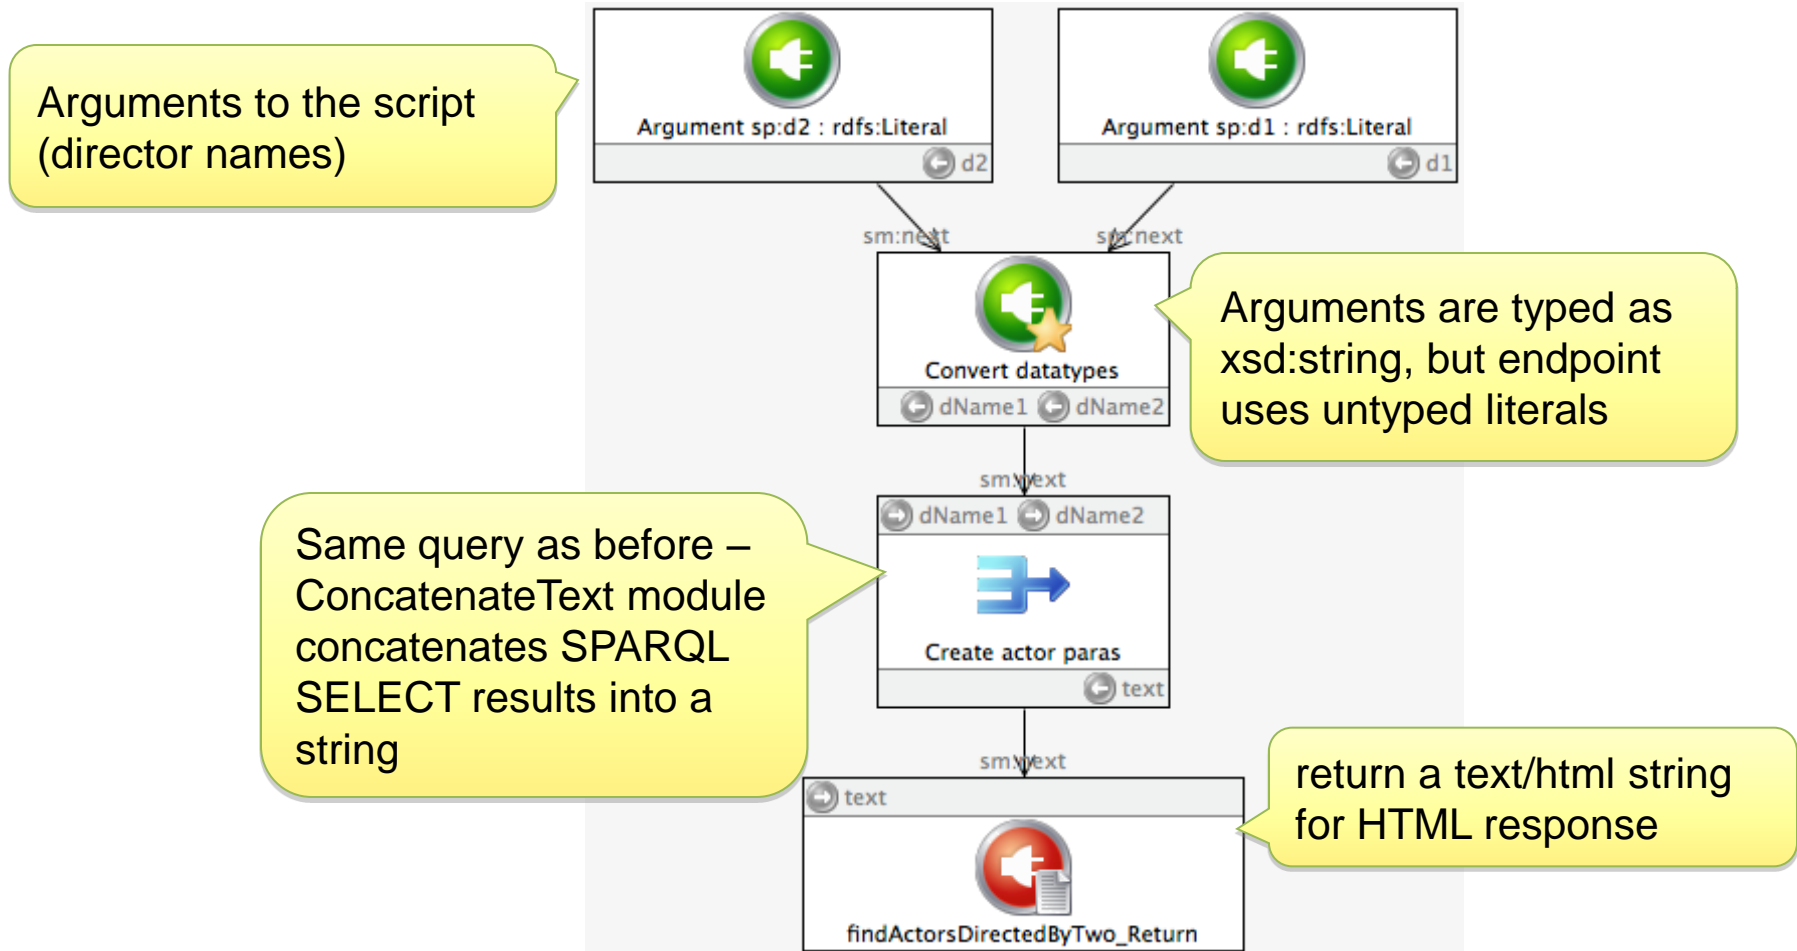 Arguments to the script
(director names)
Argument sp:d2 : rdfs:Literal
d2
Argument sp:d1 : rdfs:Literal
d1
sm:next
sm:next
Convert datatypes
dName1 dName2
Arguments are typed as
xsd:string, but endpoint
uses untyped literals
sm:next
dName1 dName2
Create actor paras
text
Same query as before –
ConcatenateText module
concatenates SPARQL
SELECT results into a
string
sm:next
text
findActorsDirectedByTwo_Return
return a text/html string
for HTML response